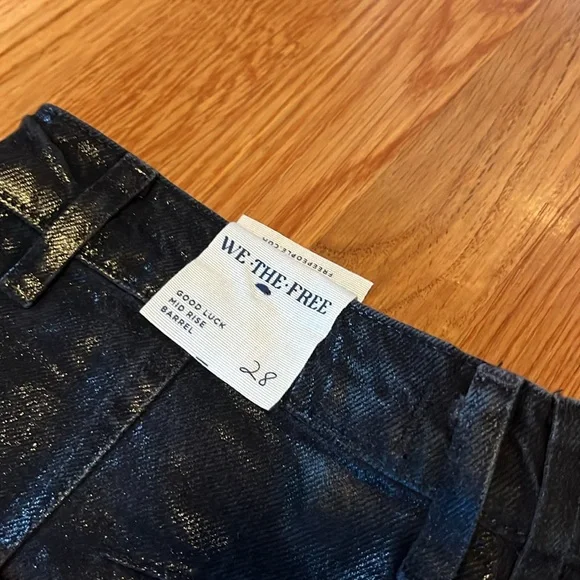 FREEPEOPLE.COM
WE·THE·FREE
GOOD LUCK
MID RISE
BARREL
28